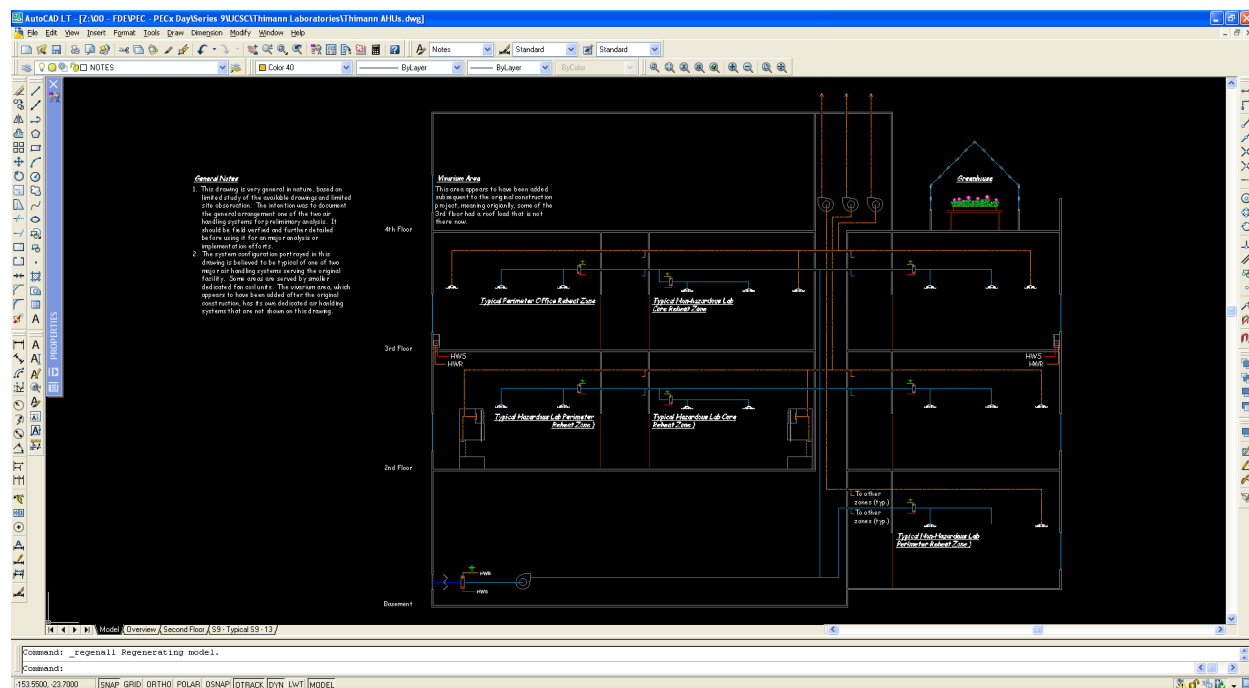 AutoCAD LT - [Z:\00 - FDE\PEC - PECx Day\Series 9\UCSC\Thimann Laboratories\Thimann AHUs.dwg]
File Edit View Insert Format Tools Draw Dimension Modify Window Help
Notes Standard Standard
NOTES Color 40 ByLayer ByLayer ByColor
PROPERTIES
General Notes
1. This drawing is very general in nature, based on
limited study of the available drawings and limited
site observation. The intention was to document
the general arrangement one of the two air
handling systems for prelimimary analysis. It
should be field verfied and further detailed
before using it for an major analysis or
implementation efforts.
2. The system configuration portrayed in this
drawing is believed to be typical of one of two
major air handling systems serving the original
facility. Some areas are served by smaller
dedicated fan coil units. The vivarium area, which
appears to have been added after the original
construction, has its own dedicated air hanlding
systems that are not shown on this drawing.
Vivarium Area
This area appears to have been added
subsequent to the original construction
project, meaning origionlly, some of the
3rd floor had a roof load that is not
there now.
Greenhouse
4th Floor
Typical Perimeter Office Reheat Zone
Typical Non-hazardous Lab
Core Reheat Zone
3rd Floor
HWS
HWR
HWS
HWR
Typical Hazardous Lab Perimeter
Reheat Zone)
Typical Hazardous Lab Core
Reheat Zone)
2nd Floor
To other
zones (typ.)
To other
zones (typ.)
Typical Non-Hazardous Lab
Perimeter Reheat Zone)
HWR
HWS
Basement
Model Overview Second Floor S9 - Typical S9 - 13
Command: _regenall Regenerating model.
Command:
-153.5500, -23.7000 SNAP GRID ORTHO POLAR OSNAP OTRACK DYN LWT MODEL